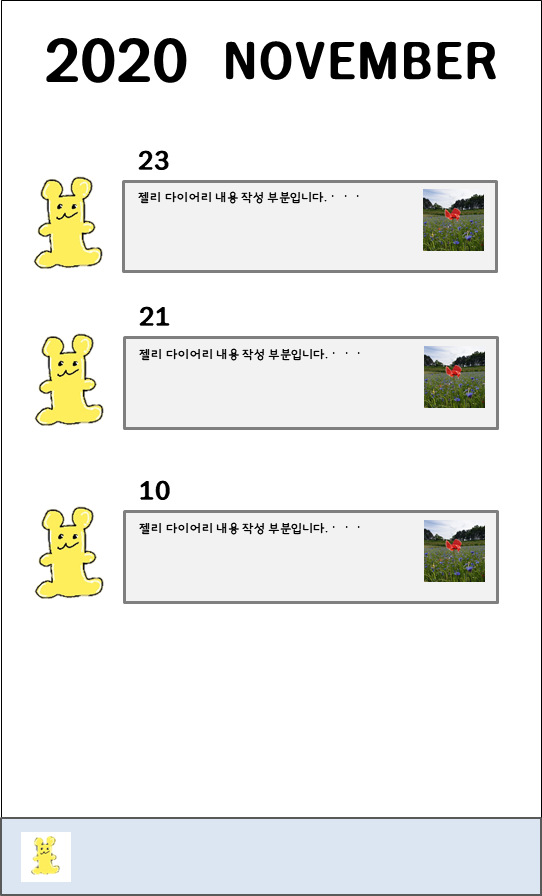 2020 NOVEMBER
23
젤리 다이어리 내용 작성 부분입니다. · · ·
21
젤리 다이어리 내용 작성 부분입니다. · · ·
10
젤리 다이어리 내용 작성 부분입니다. · · ·